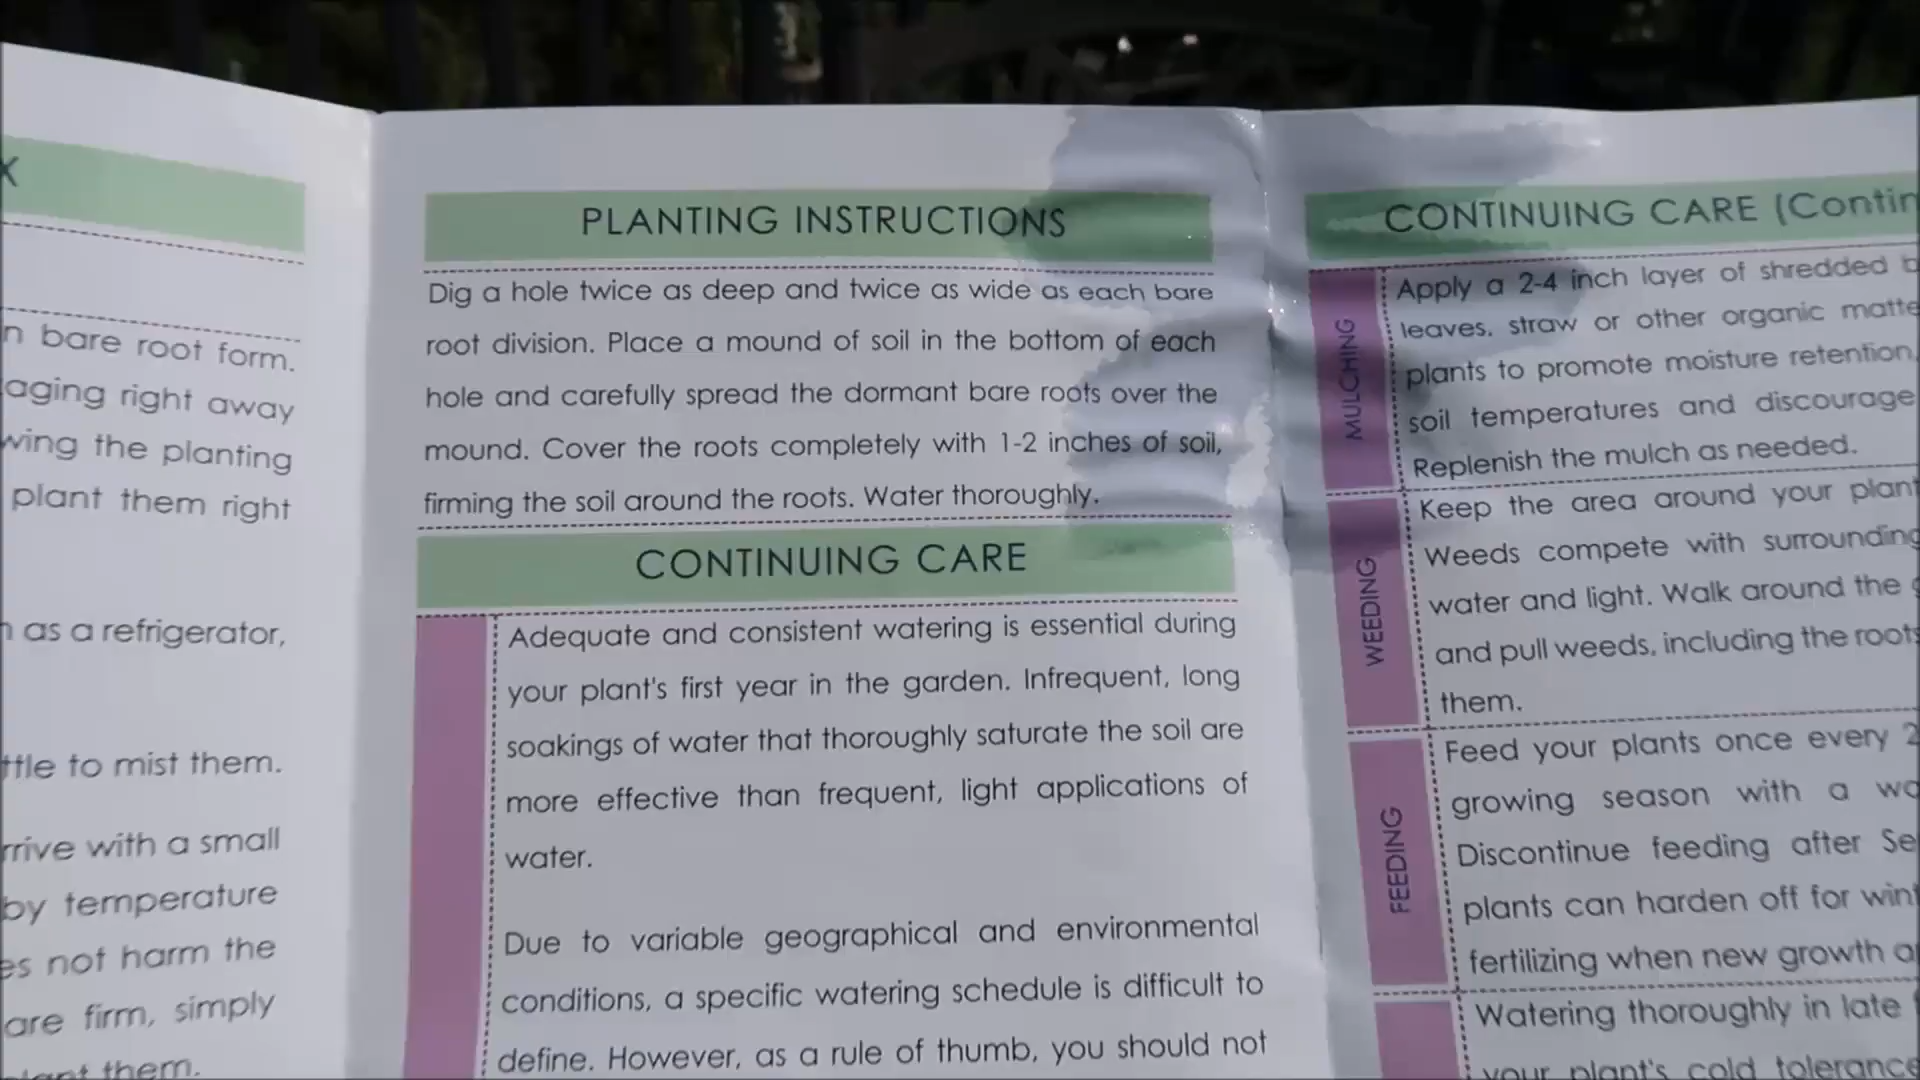 bare root form.
right away
the planting
plant them right
as a refrigerator,
to mist them.
with a small
by temperature
not harm the
are firm, simply
them.
PLANTING INSTRUCTIONS
Dig a hole twice as deep and twice as wide as each bare
root division. Place a mound of soil in the bottom of each
hole and carefully spread the dormant bare roots over the
mound. Cover the roots completely with 1-2 inches of soil,
firming the soil around the roots. Water thoroughly.
CONTINUING CARE
Adequate and consistent watering is essential during
your plant's first year in the garden. Infrequent, long
soakings of water that thoroughly saturate the soil are
more effective than frequent, light applications of
water.
Due to variable geographical and environmental
conditions, a specific watering schedule is difficult to
define. However, as a rule of thumb, you should not
CONTINUING CARE
MULCHING
Apply a 2-4 inch layer of shredded
leaves, straw or other organic
plants to promote moisture retention,
soil temperatures and discourage
Replenish the mulch as needed.
WEEDING
Keep the area around your
Weeds compete with surrounding
water and light. Walk around the
and pull weeds, including the
them.
FEEDING
Feed your plants once every
growing season with a
Discontinue feeding after
plants can harden off for
fertilizing when new growth
Watering thoroughly in late
your plant's cold